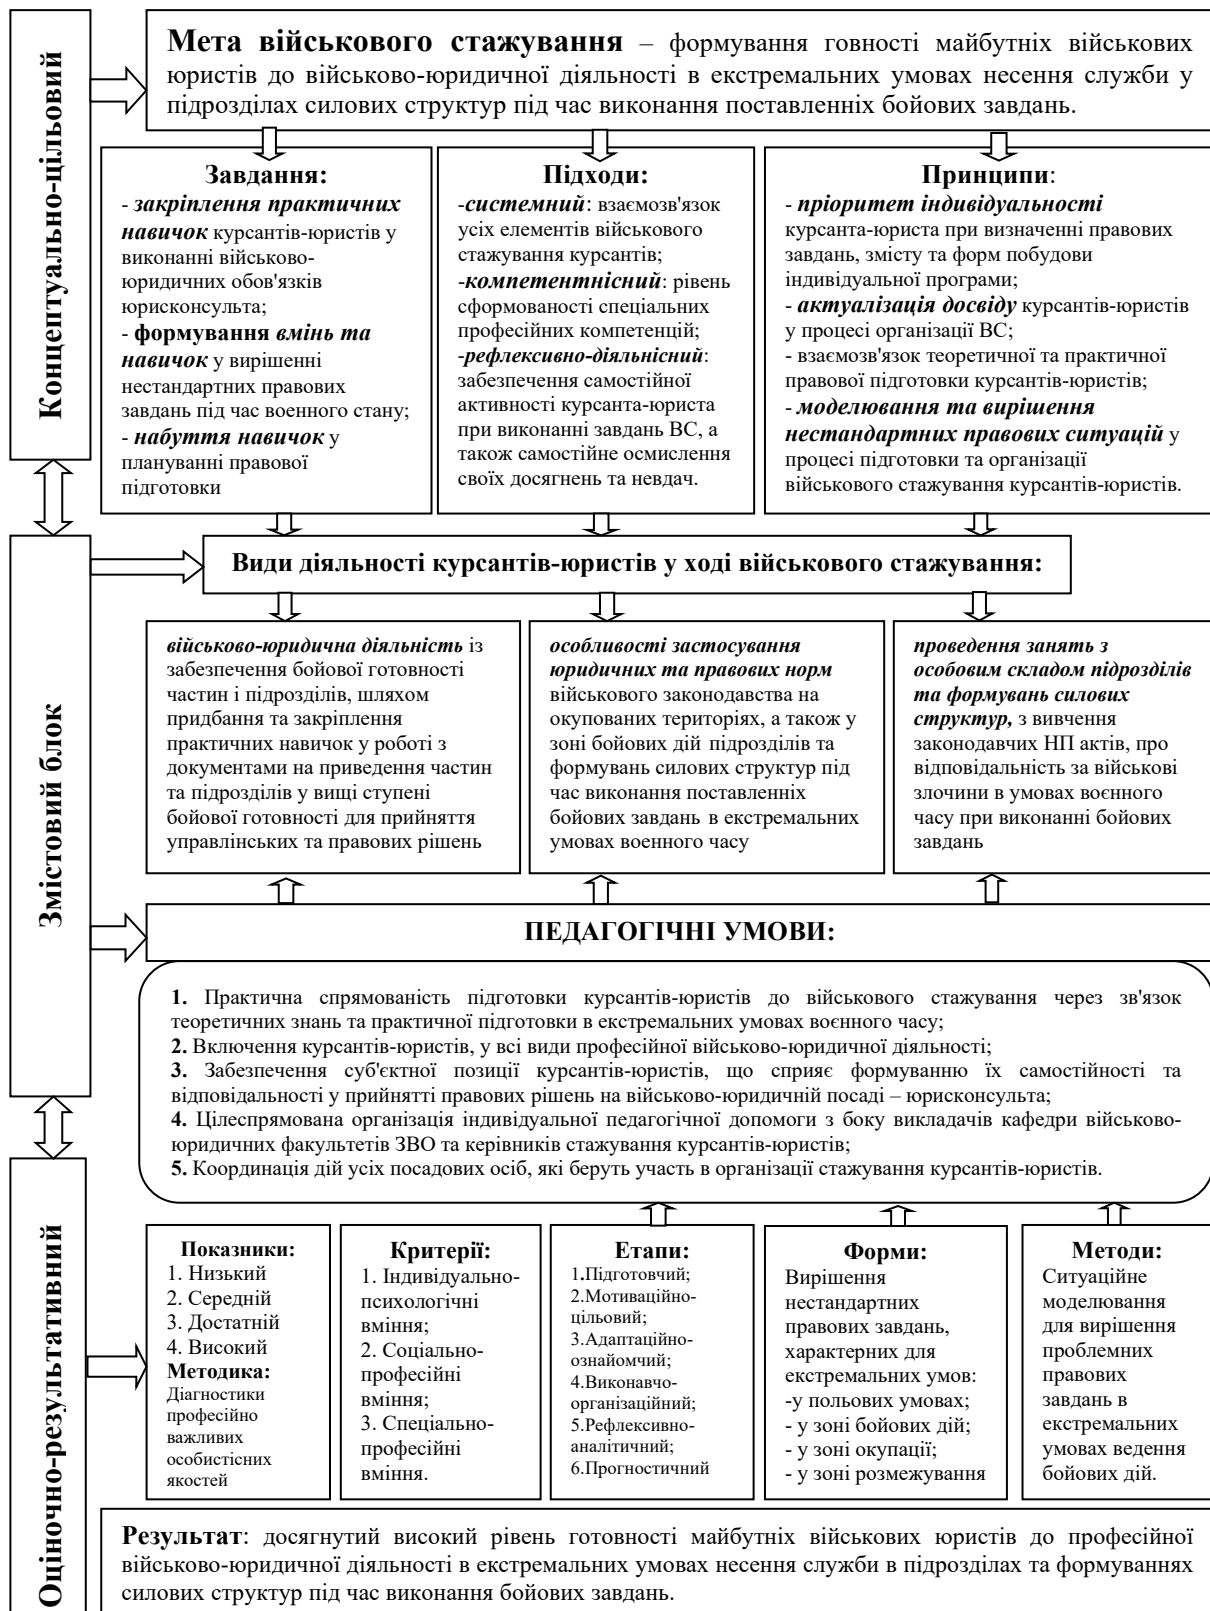 Концептуально-цільовий
Мета військового стажування – формування говності майбутніх військових
юристів до військово-юридичної діяльності в екстремальних умовах несення служби у
підрозділах силових структур під час виконання поставленніх бойових завдань.
Завдання:
- закріплення практичних
навичок курсантів-юристів у
виконанні військово-
юридичних обов'язків
юрисконсульта;
- формування вмінь та
навичок у вирішенні
нестандартних правових
завдань під час военного стану;
- набуття навичок у
плануванні правової
підготовки
Підходи:
-системний: взаємозв'язок
усіх елементів військового
стажування курсантів;
-компетентнісний: рівень
сформованості спеціальних
професійних компетенцій;
-рефлексивно-діяльнісний:
забезпечення самостійної
активності курсанта-юриста
при виконанні завдань ВС, а
також самостійне осмислення
своїх досягнень та невдач.
Принципи:
- пріоритет індивідуальності
курсанта-юриста при визначенні правових
завдань, змісту та форм побудови
індивідуальної програми;
- актуалізація досвіду курсантів-юристів
у процесі організації ВС;
- взаємозв'язок теоретичної та практичної
правової підготовки курсантів-юристів;
- моделювання та вирішення
нестандартних правових ситуацій у
процесі підготовки та організації
військового стажування курсантів-юристів.
Змістовий блок
Види діяльності курсантів-юристів у ході військового стажування:
військово-юридична діяльність із
забезпечення бойової готовності
частин і підрозділів, шляхом
придбання та закріплення
практичних навичок у роботі з
документами на приведення частин
та підрозділів у вищі ступені
бойової готовності для прийняття
управлінських та правових рішень
особливості застосування
юридичних та правових норм
військового законодавства на
окупованих територіях, а також у
зоні бойових дій підрозділів та
формувань силових структур під
час виконання поставленніх
бойових завдань в екстремальних
умовах военного часу
проведення занять з
особовим складом підрозділів
та формувань силових
структур, з вивчення
законодавчих НП актів, про
відповідальність за військові
злочини в умовах воєнного
часу при виконанні бойових
завдань
ПЕДАГОГІЧНІ УМОВИ:
1. Практична спрямованість підготовки курсантів-юристів до військового стажування через зв'язок
теоретичних знань та практичної підготовки в екстремальних умовах воєнного часу;
2. Включення курсантів-юристів, у всі види професійної військово-юридичної діяльності;
3. Забезпечення суб'єктної позиції курсантів-юристів, що сприяє формуванню їх самостійності та
відповідальності у прийнятті правових рішень на військово-юридичній посаді – юрисконсульта;
4. Цілеспрямована організація індивідуальної педагогічної допомоги з боку викладачів кафедри військово-
юридичних факультетів ЗВО та керівників стажування курсантів-юристів;
5. Координація дій усіх посадових осіб, які беруть участь в організації стажування курсантів-юристів.
Оціночно-результативний
Показники:
1. Низький
2. Середній
3. Достатній
4. Високий
Методика:
Діагностики
професійно
важливих
особистісних
якостей
Критерії:
1. Індивідуально-
психологічні
вміння;
2. Соціально-
професійні
вміння;
3. Спеціально-
професійні
вміння.
Етапи:
1.Підготовчий;
2.Мотиваційно-
цільовий;
3.Адаптаційно-
ознайомчий;
4.Виконавчо-
організаційний;
5.Рефлексивно-
аналітичний;
6.Прогностичний
Форми:
Вирішення
нестандартних
правових завдань,
характерних для
екстремальних умов:
-у польових умовах;
- у зоні бойових дій;
- у зоні окупації;
- у зоні розмежування
Методи:
Ситуаційне
моделювання
для вирішення
проблемних
правових
завдань в
екстремальних
умовах ведення
бойових дій.
Результат: досягнутий високий рівень готовності майбутніх військових юристів до професійної
військово-юридичної діяльності в екстремальних умовах несення служби в підрозділах та формуваннях
силових структур під час виконання бойових завдань.